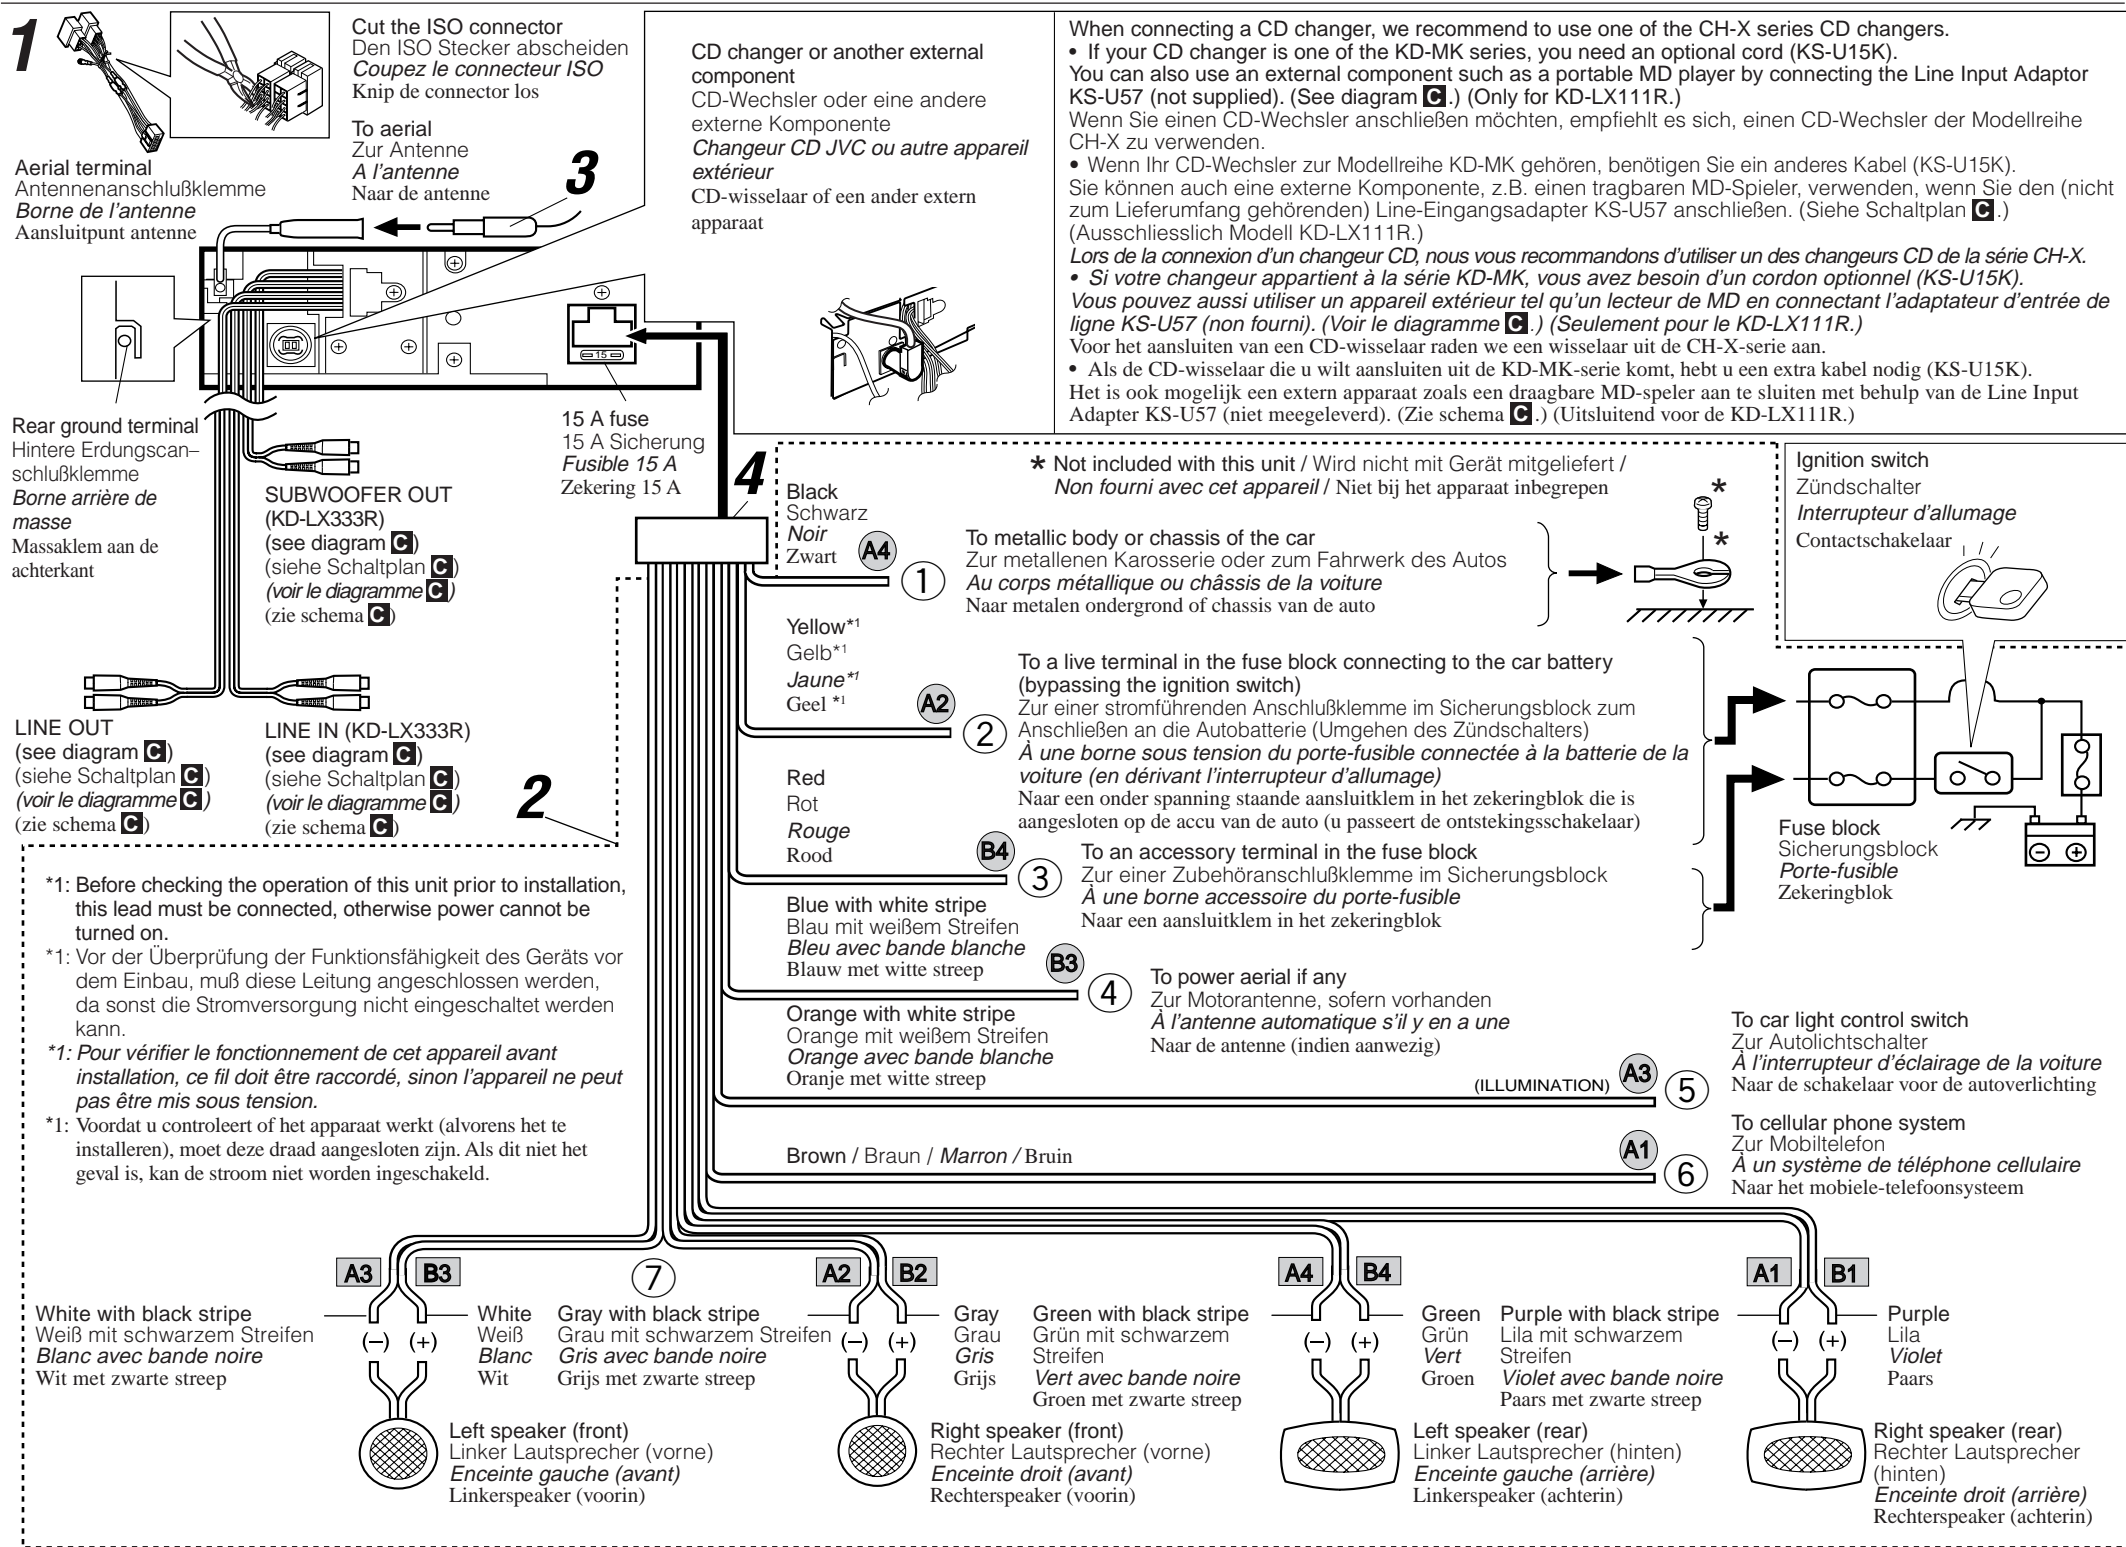 1
Cut the ISO connector
Den ISO Stecker abscheiden
Coupez le connecteur ISO
Knip de connector los
To aerial
Zur Antenne
A l'antenne
Naar de antenne
3
Aerial terminal
Antennenanschlußklemme
Borne de l'antenne
Aansluitpunt antenne
CD changer or another external
component
CD-Wechsler oder eine andere
externe Komponente
Changeur CD JVC ou autre appareil
extérieur
CD-wisselaar of een ander extern
apparaat
When connecting a CD changer, we recommend to use one of the CH-X series CD changers.
• If your CD changer is one of the KD-MK series, you need an optional cord (KS-U15K).
You can also use an external component such as a portable MD player by connecting the Line Input Adaptor
KS-U57 (not supplied). (See diagram C .) (Only for KD-LX111R.)
Wenn Sie einen CD-Wechsler anschließen möchten, empfiehlt es sich, einen CD-Wechsler der Modellreihe
CH-X zu verwenden.
• Wenn Ihr CD-Wechsler zur Modellreihe KD-MK gehören, benötigen Sie ein anderes Kabel (KS-U15K).
Sie können auch eine externe Komponente, z.B. einen tragbaren MD-Spieler, verwenden, wenn Sie den (nicht
zum Lieferumfang gehörenden) Line-Eingangsadapter KS-U57 anschließen. (Siehe Schaltplan C .)
(Ausschliesslich Modell KD-LX111R.)
Lors de la connexion d'un changeur CD, nous vous recommandons d'utiliser un des changeurs CD de la série CH-X.
• Si votre changeur appartient à la série KD-MK, vous avez besoin d'un cordon optionnel (KS-U15K).
Vous pouvez aussi utiliser un appareil extérieur tel qu'un lecteur de MD en connectant l'adaptateur d'entrée de
ligne KS-U57 (non fourni). (Voir le diagramme C .) (Seulement pour le KD-LX111R.)
Voor het aansluiten van een CD-wisselaar raden we een wisselaar uit de CH-X-serie aan.
• Als de CD-wisselaar die u wilt aansluiten uit de KD-MK-serie komt, hebt u een extra kabel nodig (KS-U15K).
Het is ook mogelijk een extern apparaat zoals een draagbare MD-speler aan te sluiten met behulp van de Line Input
Adapter KS-U57 (niet meegeleverd). (Zie schema C .) (Uitsluitend voor de KD-LX111R.)
15
15 A fuse
15 A Sicherung
Fusible 15 A
Zekering 15 A
Rear ground terminal
Hintere Erdungscan–
schlußklemme
Borne arrière de
masse
Massaklem aan de
achterkant
SUBWOOFER OUT
(KD-LX333R)
(see diagram C )
(siehe Schaltplan C )
(voir le diagramme C )
(zie schema C )
LINE OUT
(see diagram C )
(siehe Schaltplan C )
(voir le diagramme C )
(zie schema C )
LINE IN (KD-LX333R)
(see diagram C )
(siehe Schaltplan C )
(voir le diagramme C )
(zie schema C )
2
4
* Not included with this unit / Wird nicht mit Gerät mitgeliefert /
Non fourni avec cet appareil / Niet bij het apparaat inbegrepen
*
*
Ignition switch
Zündschalter
Interrupteur d'allumage
Contactschakelaar
Black
Schwarz
Noir
Zwart
A4
1
To metallic body or chassis of the car
Zur metallenen Karosserie oder zum Fahrwerk des Autos
Au corps métallique ou châssis de la voiture
Naar metalen ondergrond of chassis van de auto
Yellow*1
Gelb*1
Jaune*1
Geel *1
A2
2
To a live terminal in the fuse block connecting to the car battery
(bypassing the ignition switch)
Zur einer stromführenden Anschlußklemme im Sicherungsblock zum
Anschließen an die Autobatterie (Umgehen des Zündschalters)
À une borne sous tension du porte-fusible connectée à la batterie de la
voiture (en dérivant l'interrupteur d'allumage)
Naar een onder spanning staande aansluitklem in het zekeringblok die is
aangesloten op de accu van de auto (u passeert de ontstekingsschakelaar)
Red
Rot
Rouge
Rood
B4
3
To an accessory terminal in the fuse block
Zur einer Zubehöranschlußklemme im Sicherungsblock
À une borne accessoire du porte-fusible
Naar een aansluitklem in het zekeringblok
Fuse block
Sicherungsblock
Porte-fusible
Zekeringblok
Blue with white stripe
Blau mit weißem Streifen
Bleu avec bande blanche
Blauw met witte streep
B3
4
To power aerial if any
Zur Motorantenne, sofern vorhanden
À l'antenne automatique s'il y en a une
Naar de antenne (indien aanwezig)
Orange with white stripe
Orange mit weißem Streifen
Orange avec bande blanche
Oranje met witte streep
(ILLUMINATION)
A3
5
To car light control switch
Zur Autolichtschalter
À l'interrupteur d'éclairage de la voiture
Naar de schakelaar voor de autoverlichting
Brown / Braun / Marron / Bruin
A1
6
To cellular phone system
Zur Mobiltelefon
À un système de téléphone cellulaire
Naar het mobiele-telefoonsysteem
*1: Before checking the operation of this unit prior to installation,
this lead must be connected, otherwise power cannot be
turned on.
*1: Vor der Überprüfung der Funktionsfähigkeit des Geräts vor
dem Einbau, muß diese Leitung angeschlossen werden,
da sonst die Stromversorgung nicht eingeschaltet werden
kann.
*1: Pour vérifier le fonctionnement de cet appareil avant
installation, ce fil doit être raccordé, sinon l'appareil ne peut
pas être mis sous tension.
*1: Voordat u controleert of het apparaat werkt (alvorens het te
installeren), moet deze draad aangesloten zijn. Als dit niet het
geval is, kan de stroom niet worden ingeschakeld.
A3
B3
7
A2
B2
A4
B4
A1
B1
White with black stripe
Weiß mit schwarzem Streifen
Blanc avec bande noire
Wit met zwarte streep
(–) (+)
White
Weiß
Blanc
Wit
Gray with black stripe
Grau mit schwarzem Streifen
Gris avec bande noire
Grijs met zwarte streep
(–) (+)
Gray
Grau
Gris
Grijs
Green with black stripe
Grün mit schwarzem
Streifen
Vert avec bande noire
Groen met zwarte streep
(–) (+)
Green
Grün
Vert
Groen
Purple with black stripe
Lila mit schwarzem
Streifen
Violet avec bande noire
Paars met zwarte streep
(–) (+)
Purple
Lila
Violet
Paars
Left speaker (front)
Linker Lautsprecher (vorne)
Enceinte gauche (avant)
Linkerspeaker (voorin)
Right speaker (front)
Rechter Lautsprecher (vorne)
Enceinte droit (avant)
Rechterspeaker (voorin)
Left speaker (rear)
Linker Lautsprecher (hinten)
Enceinte gauche (arrière)
Linkerspeaker (achterin)
Right speaker (rear)
Rechter Lautsprecher
(hinten)
Enceinte droit (arrière)
Rechterspeaker (achterin)